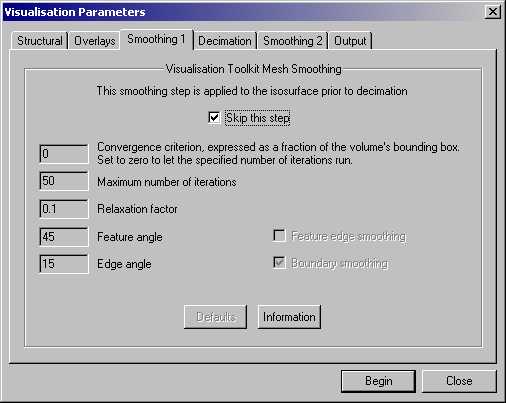 Visualisation Parameters
Structural Overlays Smoothing 1 Decimation Smoothing 2 Output
Visualisation Toolkit Mesh Smoothing
This smoothing step is applied to the isosurface prior to decimation
Skip this step
0 Convergence criterion, expressed as a fraction of the volume's bounding box.
Set to zero to let the specified number of iterations run.
50 Maximum number of iterations
0.1 Relaxation factor
45 Feature angle Feature edge smoothing
15 Edge angle Boundary smoothing
Defaults Information
Begin Close